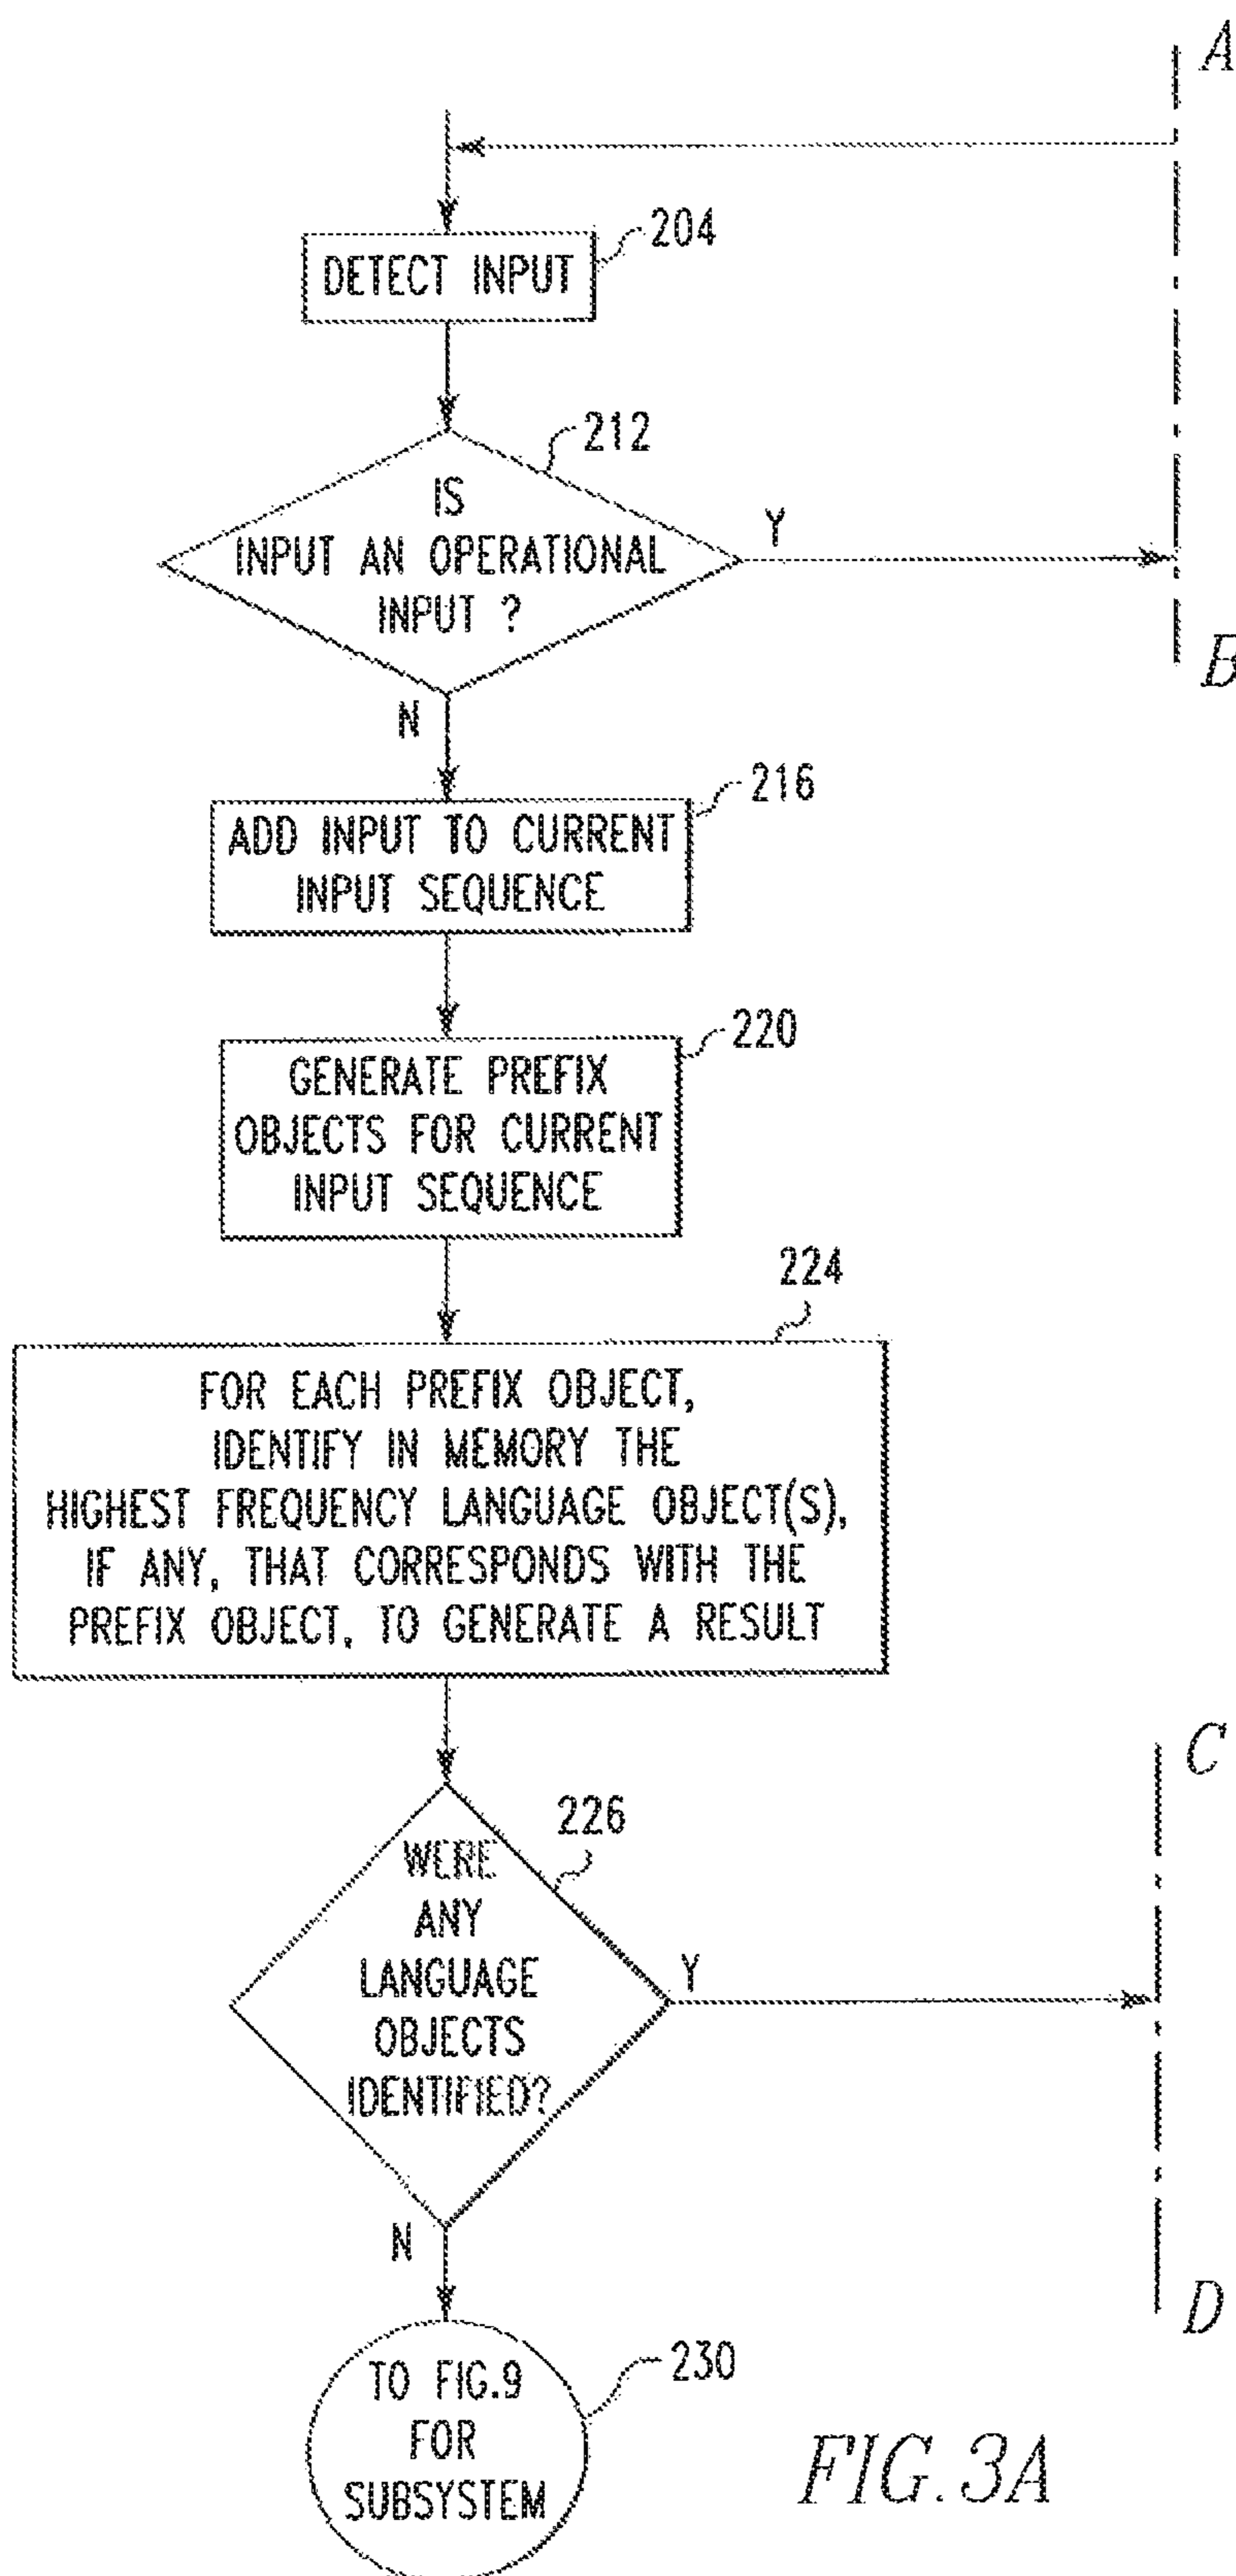 A
204
DETECT INPUT
212
IS
INPUT AN OPERATIONAL
INPUT ?
Y
B
N
216
ADD INPUT TO CURRENT
INPUT SEQUENCE
220
GENERATE PREFIX
OBJECTS FOR CURRENT
INPUT SEQUENCE
224
FOR EACH PREFIX OBJECT,
IDENTIFY IN MEMORY THE
HIGHEST FREQUENCY LANGUAGE OBJECT(S),
IF ANY, THAT CORRESPONDS WITH THE
PREFIX OBJECT, TO GENERATE A RESULT
C
226
WERE
ANY
LANGUAGE
OBJECTS
IDENTIFIED?
Y
N
D
230
TO FIG.9
FOR
SUBSYSTEM
FIG. 3A